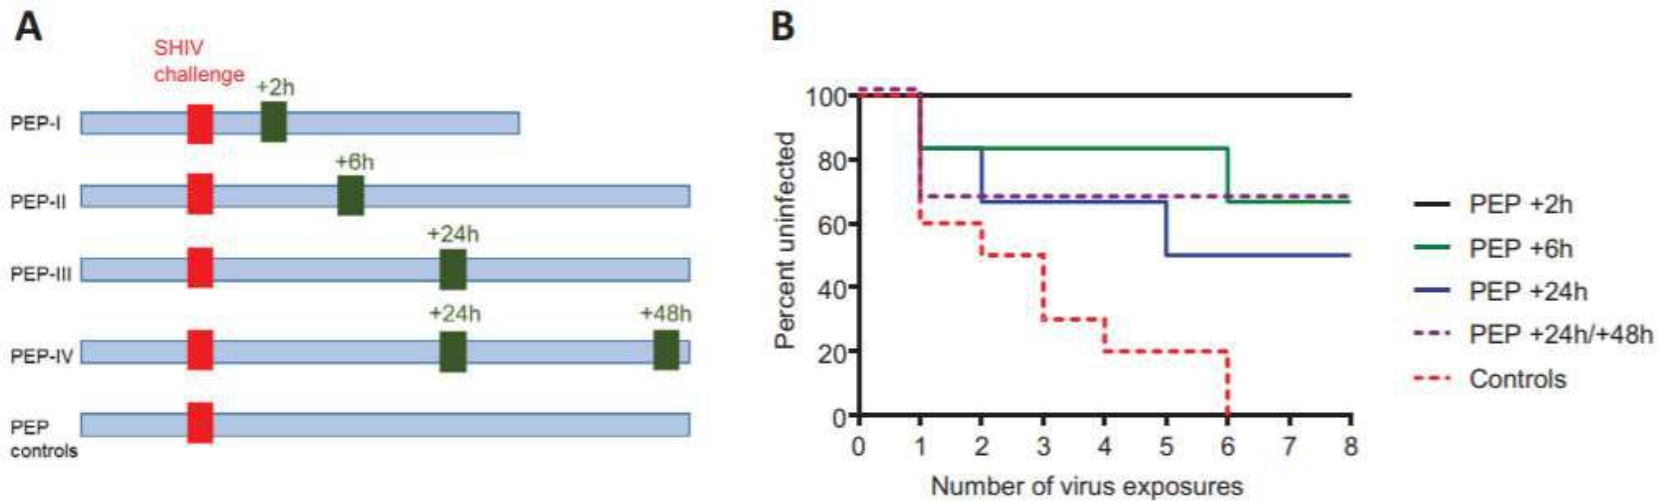 A
SHIV
challenge
+2h
PEP-I
+6h
PEP-II
+24h
PEP-III
+24h
+48h
PEP-IV
PEP
controls
B
Percent uninfected
100
80
60
40
20
0
0 1 2 3 4 5 6 7 8
Number of virus exposures
PEP +2h
PEP +6h
PEP +24h
PEP +24h/+48h
Controls